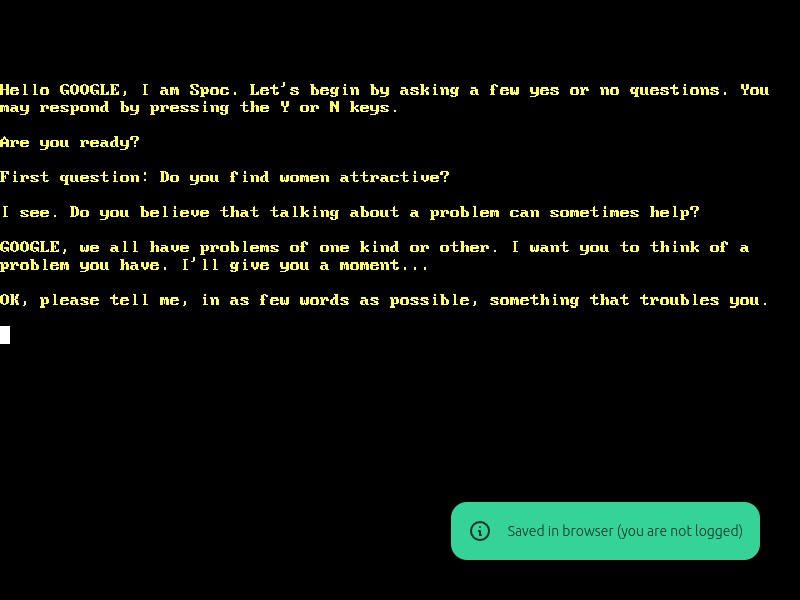 Hello GOOGLE, I am Spoc. Let's begin by asking a few yes or no questions. You
may respond by pressing the Y or N keys.
Are you ready?
First question: Do you find women attractive?
I see. Do you believe that talking about a problem can sometimes help?
GOOGLE, we all have problems of one kind or other. I want you to think of a
problem you have. I'll give you a moment...
OK, please tell me, in as few words as possible, something that troubles you.
Saved in browser (you are not logged)